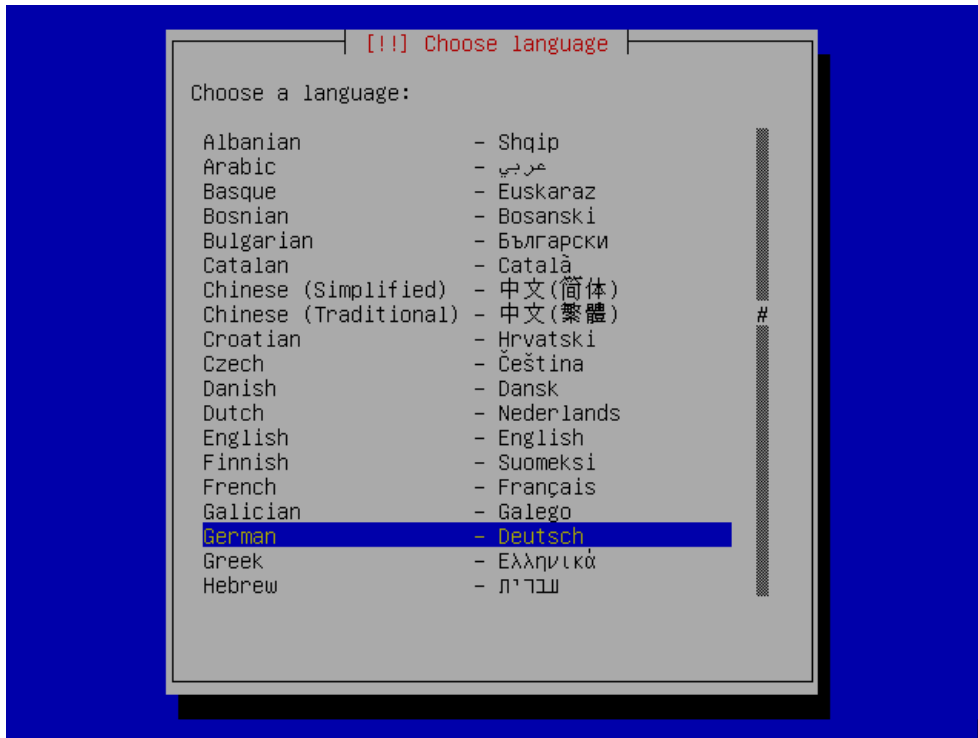 [!!] Choose language
Choose a language:
Albanian - Shqip
Arabic - عربي
Basque - Euskaraz
Bosnian - Bosanski
Bulgarian - Български
Catalan - Català
Chinese (Simplified) - 中文(简体)
Chinese (Traditional) - 中文(繁體)
Croatian - Hrvatski
Czech - Čeština
Danish - Dansk
Dutch - Nederlands
English - English
Finnish - Suomeksi
French - Français
Galician - Galego
German - Deutsch
Greek - Ελληνικά
Hebrew - עברית
#